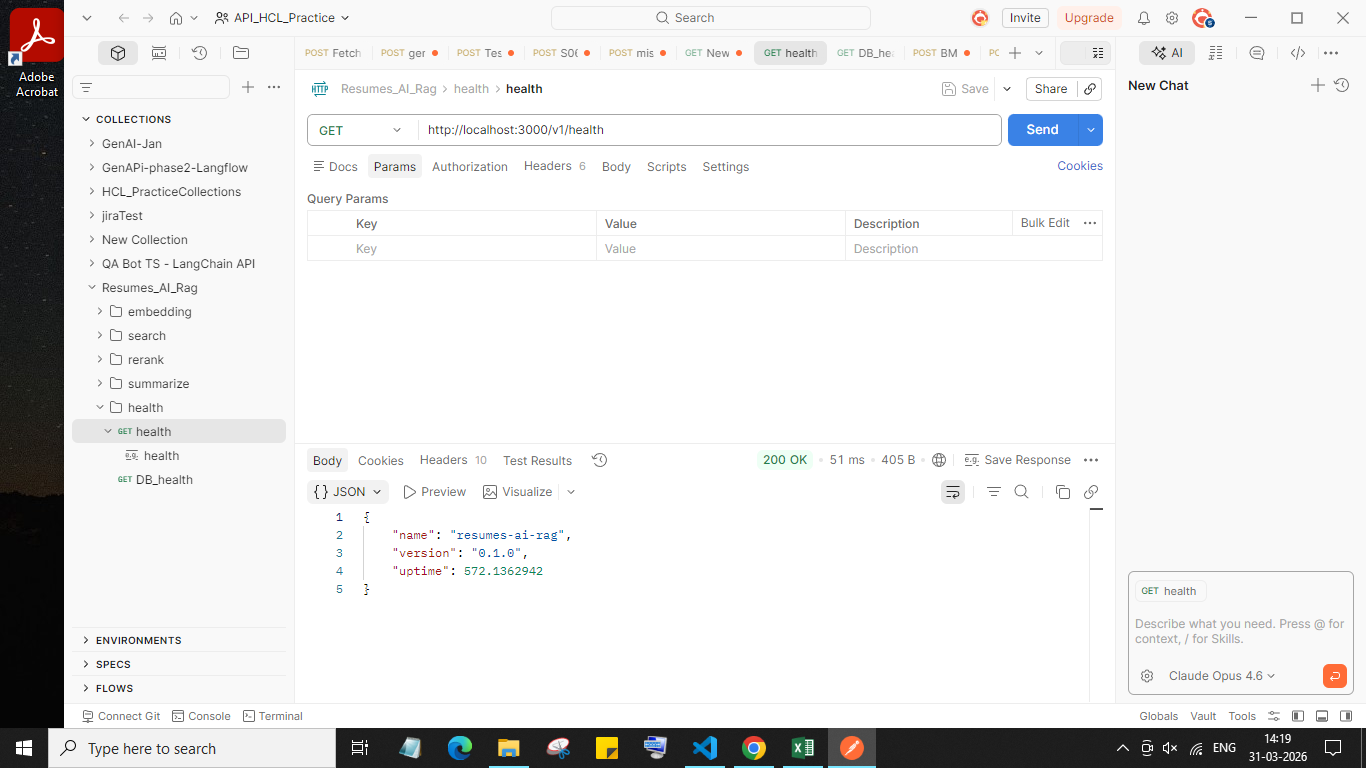 Adobe
Acrobat
API_HCL_Practice
Search
Invite
Upgrade
POST Fetch
POST ger
POST Tes
POST S06
POST mis
GET New
GET health
DB_hea
POST BM
AI
Resumes_AI_Rag > health > health
Save
Share
New Chat
COLLECTIONS
GenAI-Jan
GenAPi-phase2-Langflow
HCL_PracticeCollections
jiraTest
New Collection
QA Bot TS - LangChain API
Resumes_AI_Rag
embedding
search
rerank
summarize
health
GET health
e.g. health
GET DB_health
ENVIRONMENTS
SPECS
FLOWS
HTTP
GET
http://localhost:3000/v1/health
Send
Docs
Params
Authorization
Headers 6
Body
Scripts
Settings
Cookies
Query Params
Key
Value
Description
Bulk Edit
Key
Value
Description
Body
Cookies
Headers 10
Test Results
200 OK
51 ms
405 B
e.g. Save Response
{} JSON
Preview
Visualize
1 {
2 "name": "resumes-ai-rag",
3 "version": "0.1.0",
4 "uptime": 572.1362942
5 }
GET health
Describe what you need. Press @ for
context, / for Skills.
Claude Opus 4.6
Connect Git
Console
Terminal
Globals
Vault
Tools
Type here to search
ENG
14:19
31-03-2026